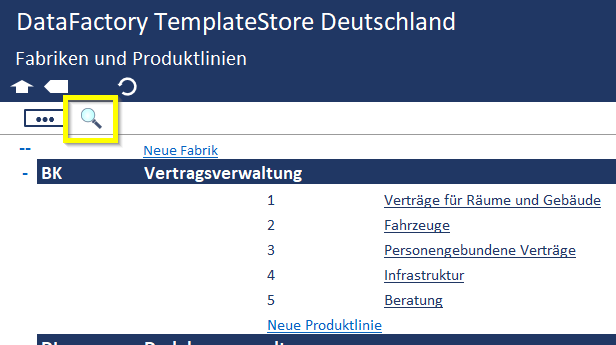 DataFactory TemplateStore Deutschland
Fabriken und Produktlinien
--
Neue Fabrik
- BK Vertragsverwaltung
1 Verträge für Räume und Gebäude
2 Fahrzeuge
3 Personengebundene Verträge
4 Infrastruktur
5 Beratung
Neue Produktlinie